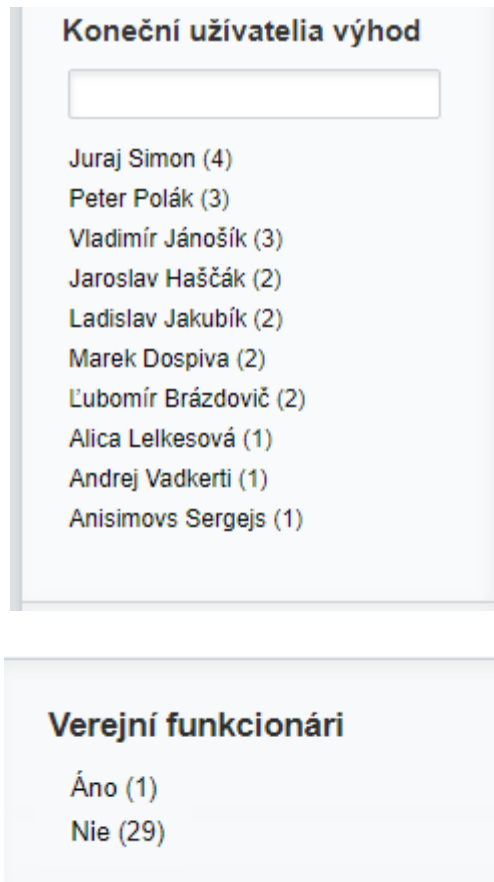 Koneční užívatelia výhod
Juraj Simon (4)
Peter Polák (3)
Vladimír Jánošík (3)
Jaroslav Haščák (2)
Ladislav Jakubík (2)
Marek Dospiva (2)
Ľubomír Brázdovič (2)
Alica Lelkesová (1)
Andrej Vadkerti (1)
Anisimovs Sergejs (1)
Verejní funkcionári
Áno (1)
Nie (29)